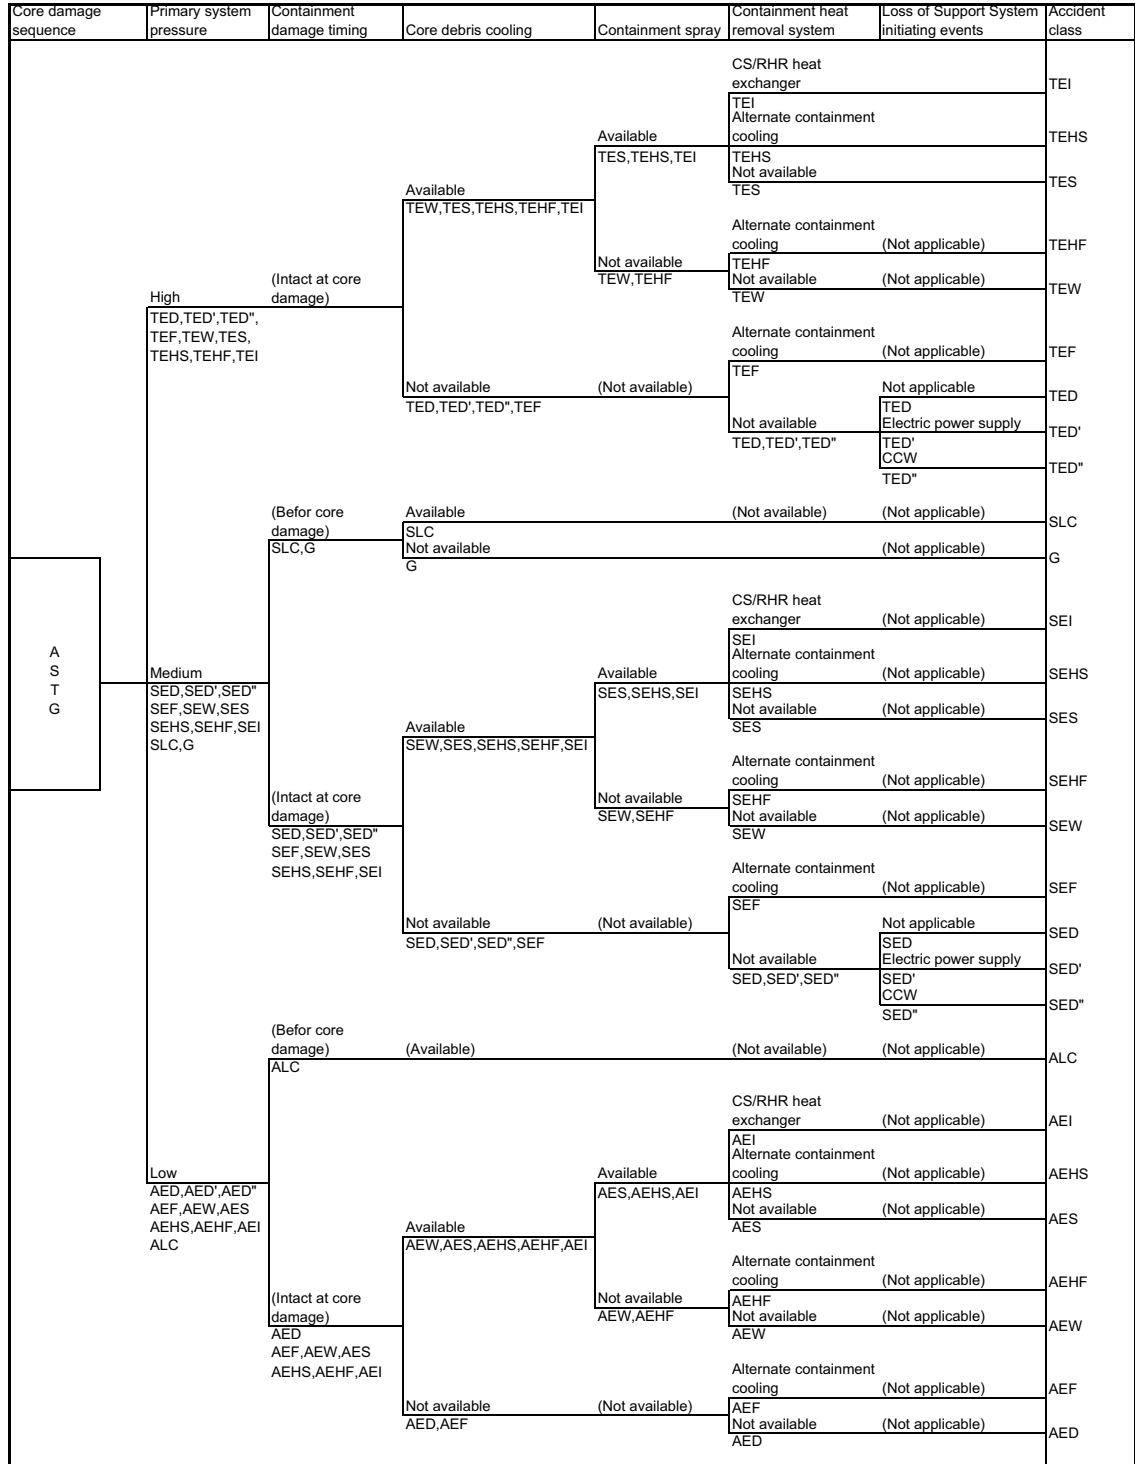 Core damage
sequence
Primary system
pressure
Containment
damage timing
Core debris cooling
Containment spray
Containment heat
removal system
Loss of Support System
initiating events
Accident
class
CS/RHR heat
exchanger
TEI
TEI
Alternate containment
cooling
TEHS
Available
TES,TEHS,TEI
TEHS
Not available
TES
TES
Available
TEW,TES,TEHS,TEHF,TEI
Alternate containment
cooling
(Not applicable)
TEHF
Not available
TEW,TEHF
TEHF
Not available
(Not applicable)
TEW
TEW
(Intact at core
damage)
High
TED,TED',TED",
TEF,TEW,TES,
TEHS,TEHF,TEI
Alternate containment
cooling
(Not applicable)
TEF
TEF
Not available
(Not available)
TED,TED',TED",TEF
Not applicable
TED
TED
Not available
Electric power supply
TED'
TED,TED',TED"
TED'
CCW
TED"
TED"
(Befor core
damage)
SLC,G
Available
(Not available)
(Not applicable)
SLC
SLC
Not available
(Not applicable)
G
G
CS/RHR heat
exchanger
(Not applicable)
SEI
SEI
Alternate containment
cooling
(Not applicable)
SEHS
Available
SES,SEHS,SEI
SEHS
Not available
(Not applicable)
SES
SES
A
S
T
G
Medium
SED,SED',SED"
SEF,SEW,SES
SEHS,SEHF,SEI
SLC,G
Available
SEW,SES,SEHS,SEHF,SEI
Alternate containment
cooling
(Not applicable)
SEHF
Not available
SEW,SEHF
SEHF
Not available
(Not applicable)
SEW
SEW
(Intact at core
damage)
SED,SED',SED"
SEF,SEW,SES
SEHS,SEHF,SEI
Alternate containment
cooling
(Not applicable)
SEF
SEF
Not available
(Not available)
SED,SED',SED",SEF
Not applicable
SED
SED
Not available
Electric power supply
SED'
SED,SED',SED"
SED'
CCW
SED"
SED"
(Befor core
damage)
(Available)
(Not available)
(Not applicable)
ALC
ALC
CS/RHR heat
exchanger
(Not applicable)
AEI
AEI
Alternate containment
cooling
(Not applicable)
AEHS
Available
AES,AEHS,AEI
AEHS
Not available
(Not applicable)
AES
AES
Low
AED,AED',AED"
AEF,AEW,AES
AEHS,AEHF,AEI
ALC
Available
AEW,AES,AEHS,AEHF,AEI
Alternate containment
cooling
(Not applicable)
AEHF
Not available
AEW,AEHF
AEHF
Not available
(Not applicable)
AEW
AEW
(Intact at core
damage)
AED
AEF,AEW,AES
AEHS,AEHF,AEI
Alternate containment
cooling
(Not applicable)
AEF
AEF
Not available
(Not available)
AED,AEF
Not available
(Not applicable)
AED
AED